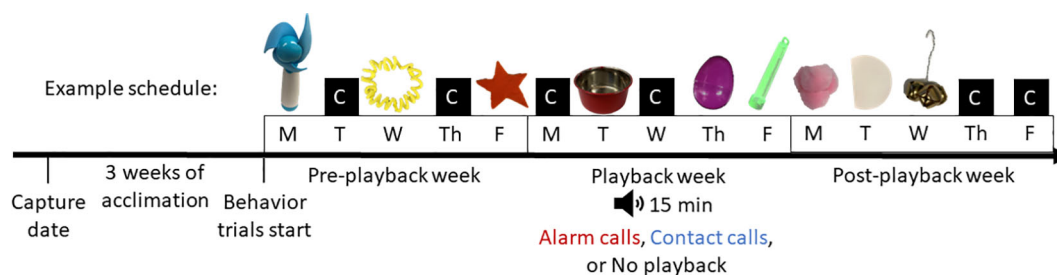 Example schedule:
C C C C C C
M T W Th F M T W Th F M T W Th F
3 weeks of
acclimation
Pre-playback week
Playback week
Post-playback week
Capture
date
Behavior
trials start
15 min
Alarm calls, Contact calls,
or No playback